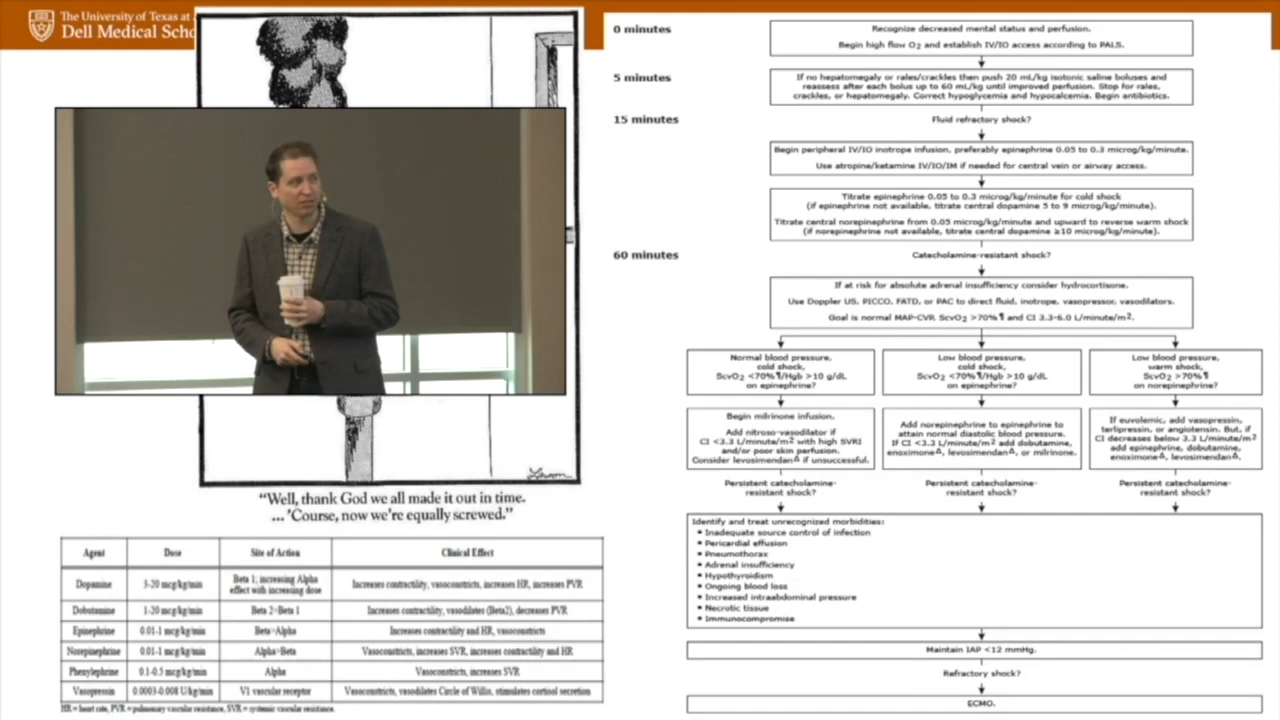 The University of Texas at
Dell Medical Scho
Larson
"Well, thank God we all made it out in time.
... 'Course, now we're equally screwed."
Agent Dose Site of Action Clinical Effect
Dopamine 3-20 mcg/kg/min Beta 1; increasing Alpha effect with increasing dose Increases contractility, vasoconstricts, increases HR, increases PVR
Dobutamine 1-20 mcg/kg/min Beta 2>Beta 1 Increases contractility, vasodilates (Beta2), decreases PVR
Epinephrine 0.01-1 mcg/kg/min Beta>Alpha Increases contractility and HR, vasoconstricts
Norepinephrine 0.01-1 mcg/kg/min Alpha>Beta Vasoconstricts, increases SVR, increases contractility and HR
Phenylephrine 0.1-0.5 mcg/kg/min Alpha Vasoconstricts, increases SVR
Vasopressin 0.0003-0.008 U/kg/min V1 vascular receptor Vasoconstricts, vasodilates Circle of Willis, stimulates cortisol secretion
HR = heart rate, PVR = pulmonary vascular resistance, SVR = systemic vascular resistance.
0 minutes
Recognize decreased mental status and perfusion.
Begin high flow O2 and establish IV/IO access according to PALS.
5 minutes
If no hepatomegaly or rales/crackles then push 20 mL/kg isotonic saline boluses and
reassess after each bolus up to 60 mL/kg until improved perfusion. Stop for rales,
crackles, or hepatomegaly. Correct hypoglycemia and hypocalcemia. Begin antibiotics.
15 minutes
Fluid refractory shock?
Begin peripheral IV/IO inotrope infusion, preferably epinephrine 0.05 to 0.3 microg/kg/minute.
Use atropine/ketamine IV/IO/IM if needed for central vein or airway access.
Titrate epinephrine 0.05 to 0.3 microg/kg/minute for cold shock
(if epinephrine not available, titrate central dopamine 5 to 9 microg/kg/minute).
Titrate central norepinephrine from 0.05 microg/kg/minute and upward to reverse warm shock
(if norepinephrine not available, titrate central dopamine ≥10 microg/kg/minute).
60 minutes
Catecholamine-resistant shock?
If at risk for absolute adrenal insufficiency consider hydrocortisone.
Use Doppler US, PICCO, FATD, or PAC to direct fluid, inotrope, vasopressor, vasodilators.
Goal is normal MAP-CVP, ScvO2 >70%¶ and CI 3.3-6.0 L/minute/m2.
Normal blood pressure,
cold shock,
ScvO2 <70%¶/Hgb >10 g/dL
on epinephrine?
Low blood pressure,
cold shock,
ScvO2 <70%¶/Hgb >10 g/dL
on epinephrine?
Low blood pressure,
warm shock,
ScvO2 >70%¶
on norepinephrine?
Begin milrinone infusion.
Add nitroso-vasodilator if
CI <3.3 L/minute/m2 with high SVRI
and/or poor skin perfusion.
Consider levosimendanΔ if unsuccessful.
Add norepinephrine to epinephrine to
attain normal diastolic blood pressure.
If CI <3.3 L/minute/m2 add dobutamine,
enoximoneΔ, levosimendanΔ, or milrinone.
If euvolemic, add vasopressin,
terlipressin, or angiotensin. But, if
CI decreases below 3.3 L/minute/m2
add epinephrine, dobutamine,
enoximoneΔ, levosimendanΔ.
Persistent catecholamine-
resistant shock?
Persistent catecholamine-
resistant shock?
Persistent catecholamine-
resistant shock?
Identify and treat unrecognized morbidities:
▪ Inadequate source control of infection
▪ Pericardial effusion
▪ Pneumothorax
▪ Adrenal insufficiency
▪ Hypothyroidism
▪ Ongoing blood loss
▪ Increased intraabdominal pressure
▪ Necrotic tissue
▪ Immunocompromise
Maintain IAP <12 mmHg.
Refractory shock?
ECMO.